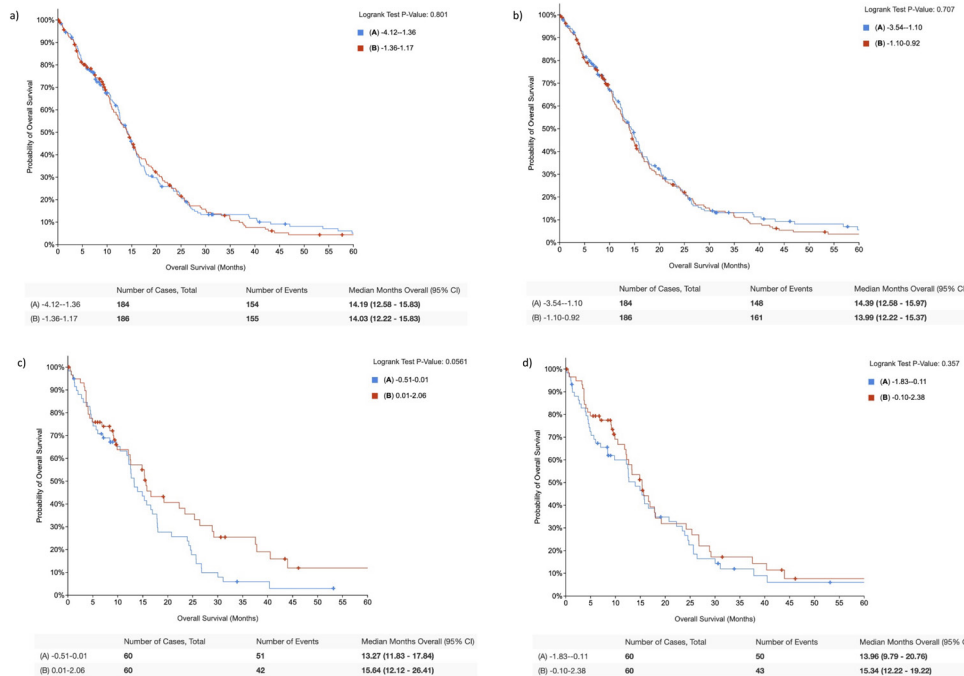 a)
Logrank Test P-Value: 0.801
(A) -4.12--1.36
(B) -1.36-1.17
Probability of Overall Survival
100%
90%
80%
70%
60%
50%
40%
30%
20%
10%
0%
0 5 10 15 20 25 30 35 40 45 50 55 60
Overall Survival (Months)
Number of Cases, Total Number of Events Median Months Overall (95% CI)
(A) -4.12--1.36 184 154 14.19 (12.58 - 15.83)
(B) -1.36-1.17 186 155 14.03 (12.22 - 15.83)
b)
Logrank Test P-Value: 0.707
(A) -3.54--1.10
(B) -1.10-0.92
Probability of Overall Survival
100%
90%
80%
70%
60%
50%
40%
30%
20%
10%
0%
0 5 10 15 20 25 30 35 40 45 50 55 60
Overall Survival (Months)
Number of Cases, Total Number of Events Median Months Overall (95% CI)
(A) -3.54--1.10 184 148 14.39 (12.58 - 15.97)
(B) -1.10-0.92 186 161 13.99 (12.22 - 15.37)
c)
Logrank Test P-Value: 0.0561
(A) -0.51-0.01
(B) 0.01-2.06
Probability of Overall Survival
100%
90%
80%
70%
60%
50%
40%
30%
20%
10%
0%
0 5 10 15 20 25 30 35 40 45 50 55 60
Overall Survival (Months)
Number of Cases, Total Number of Events Median Months Overall (95% CI)
(A) -0.51-0.01 60 51 13.27 (11.83 - 17.84)
(B) 0.01-2.06 60 42 15.64 (12.12 - 26.41)
d)
Logrank Test P-Value: 0.357
(A) -1.83--0.11
(B) -0.10-2.38
Probability of Overall Survival
100%
90%
80%
70%
60%
50%
40%
30%
20%
10%
0%
0 5 10 15 20 25 30 35 40 45 50 55 60
Overall Survival (Months)
Number of Cases, Total Number of Events Median Months Overall (95% CI)
(A) -1.83--0.11 60 50 13.96 (9.79 - 20.76)
(B) -0.10-2.38 60 43 15.34 (12.22 - 19.22)